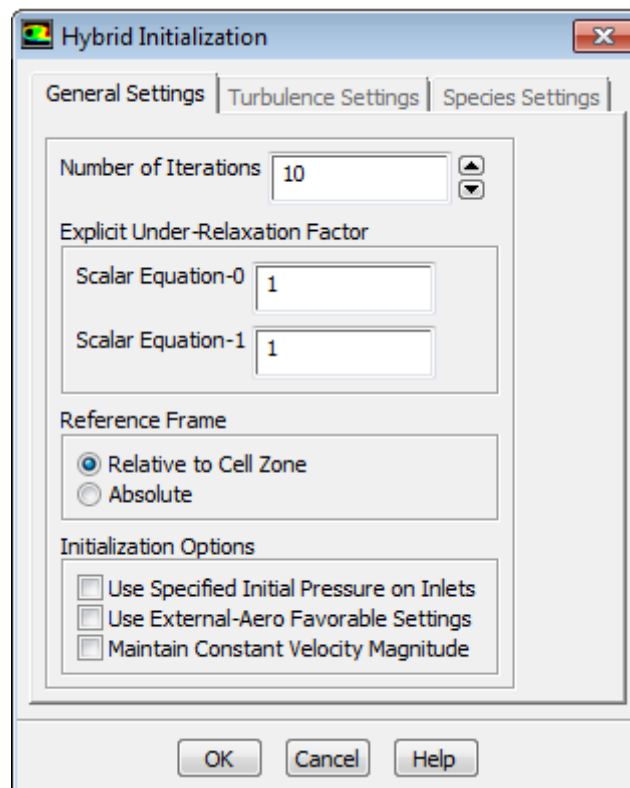 Hybrid Initialization
General Settings Turbulence Settings Species Settings
Number of Iterations 10
Explicit Under-Relaxation Factor
Scalar Equation-0 1
Scalar Equation-1 1
Reference Frame
Relative to Cell Zone
Absolute
Initialization Options
Use Specified Initial Pressure on Inlets
Use External-Aero Favorable Settings
Maintain Constant Velocity Magnitude
OK Cancel Help